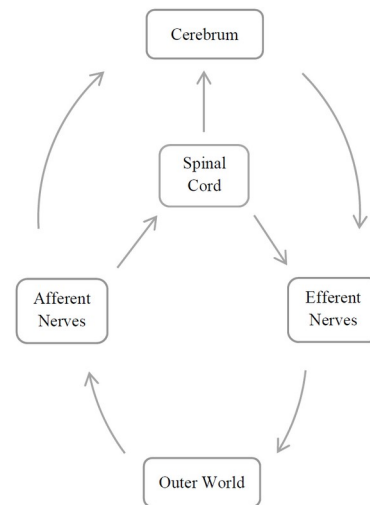 Cerebrum
Spinal
Cord
Afferent
Nerves
Efferent
Nerves
Outer World